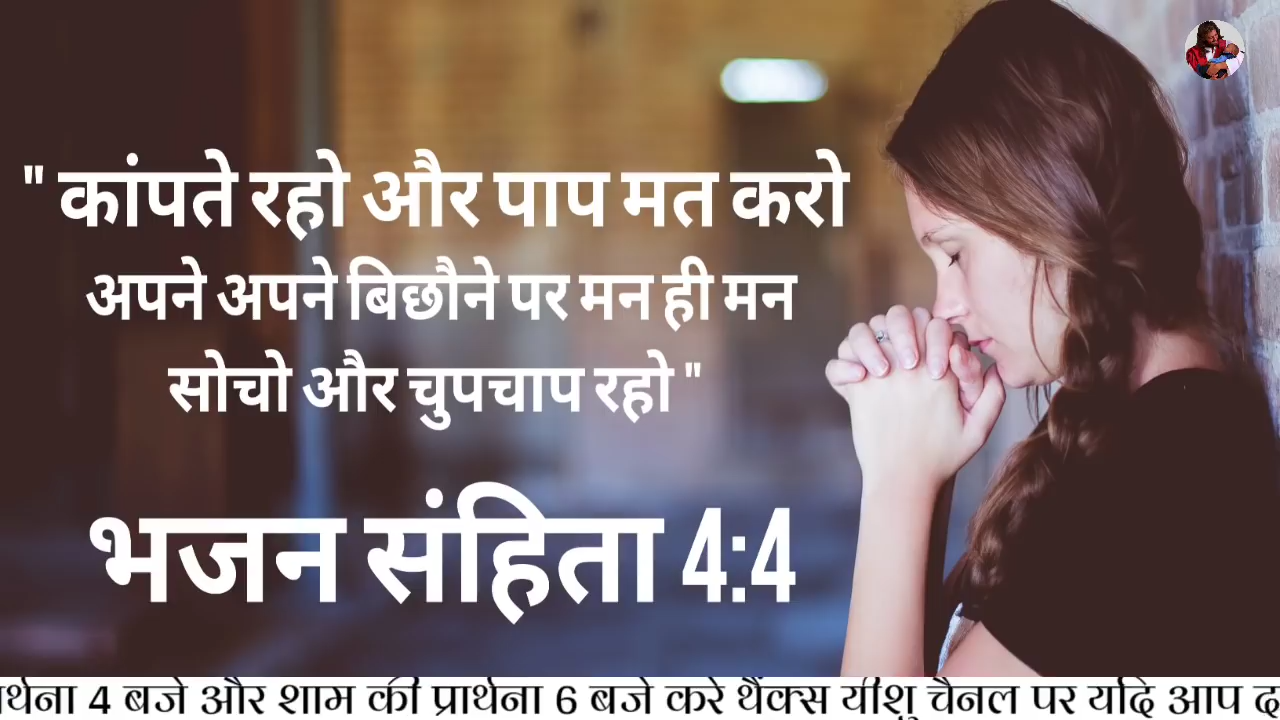 " कांपते रहो और पाप मत करो
अपने अपने बिछौने पर मन ही मन
सोचो और चुपचाप रहो "
भजन संहिता 4:4
4 बजे और शाम की प्रार्थना 6 बजे करे थैंक्स यीशु चैनल पर यदि आप